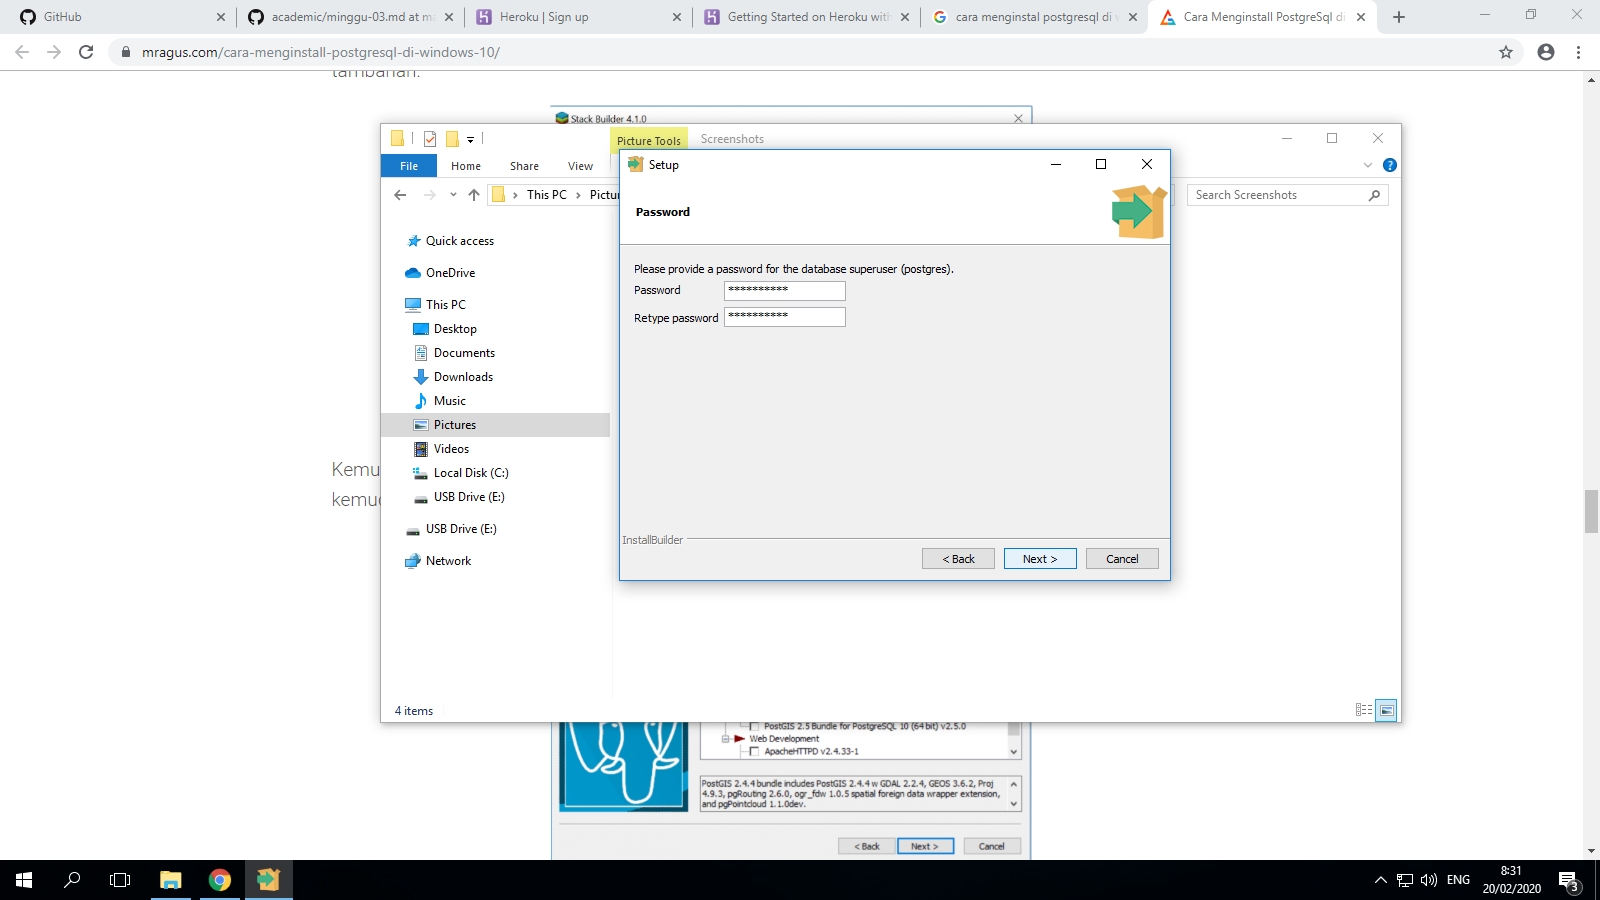 GitHub
academic/minggu-03.md at ma
Heroku | Sign up
Getting Started on Heroku with
cara menginstal postgresql di w
Cara Menginstall PostgreSql di
mragus.com/cara-menginstall-postgresql-di-windows-10/
tambahan.
Stack Builder 4.1.0
Picture Tools
Screenshots
File
Home
Share
View
This PC
Pictur
Search Screenshots
Quick access
OneDrive
This PC
Desktop
Documents
Downloads
Music
Pictures
Videos
Local Disk (C:)
USB Drive (E:)
USB Drive (E:)
Network
4 items
Setup
Password
Please provide a password for the database superuser (postgres).
Password
**********
Retype password
**********
InstallBuilder
< Back
Next >
Cancel
Kemu
kemud
PostGIS 2.5 Bundle for PostgreSQL 10 (64 bit) v2.5.0
Web Development
ApacheHTTPD v2.4.33-1
PostGIS 2.4.4 bundle includes PostGIS 2.4.4 w GDAL 2.2.4, GEOS 3.6.2, Proj
4.9.3, pgRouting 2.6.0, ogr_fdw 1.0.5 spatial foreign data wrapper extension,
and pgPointcloud 1.1.0dev.
< Back
Next >
Cancel
ENG
8:31
20/02/2020
3